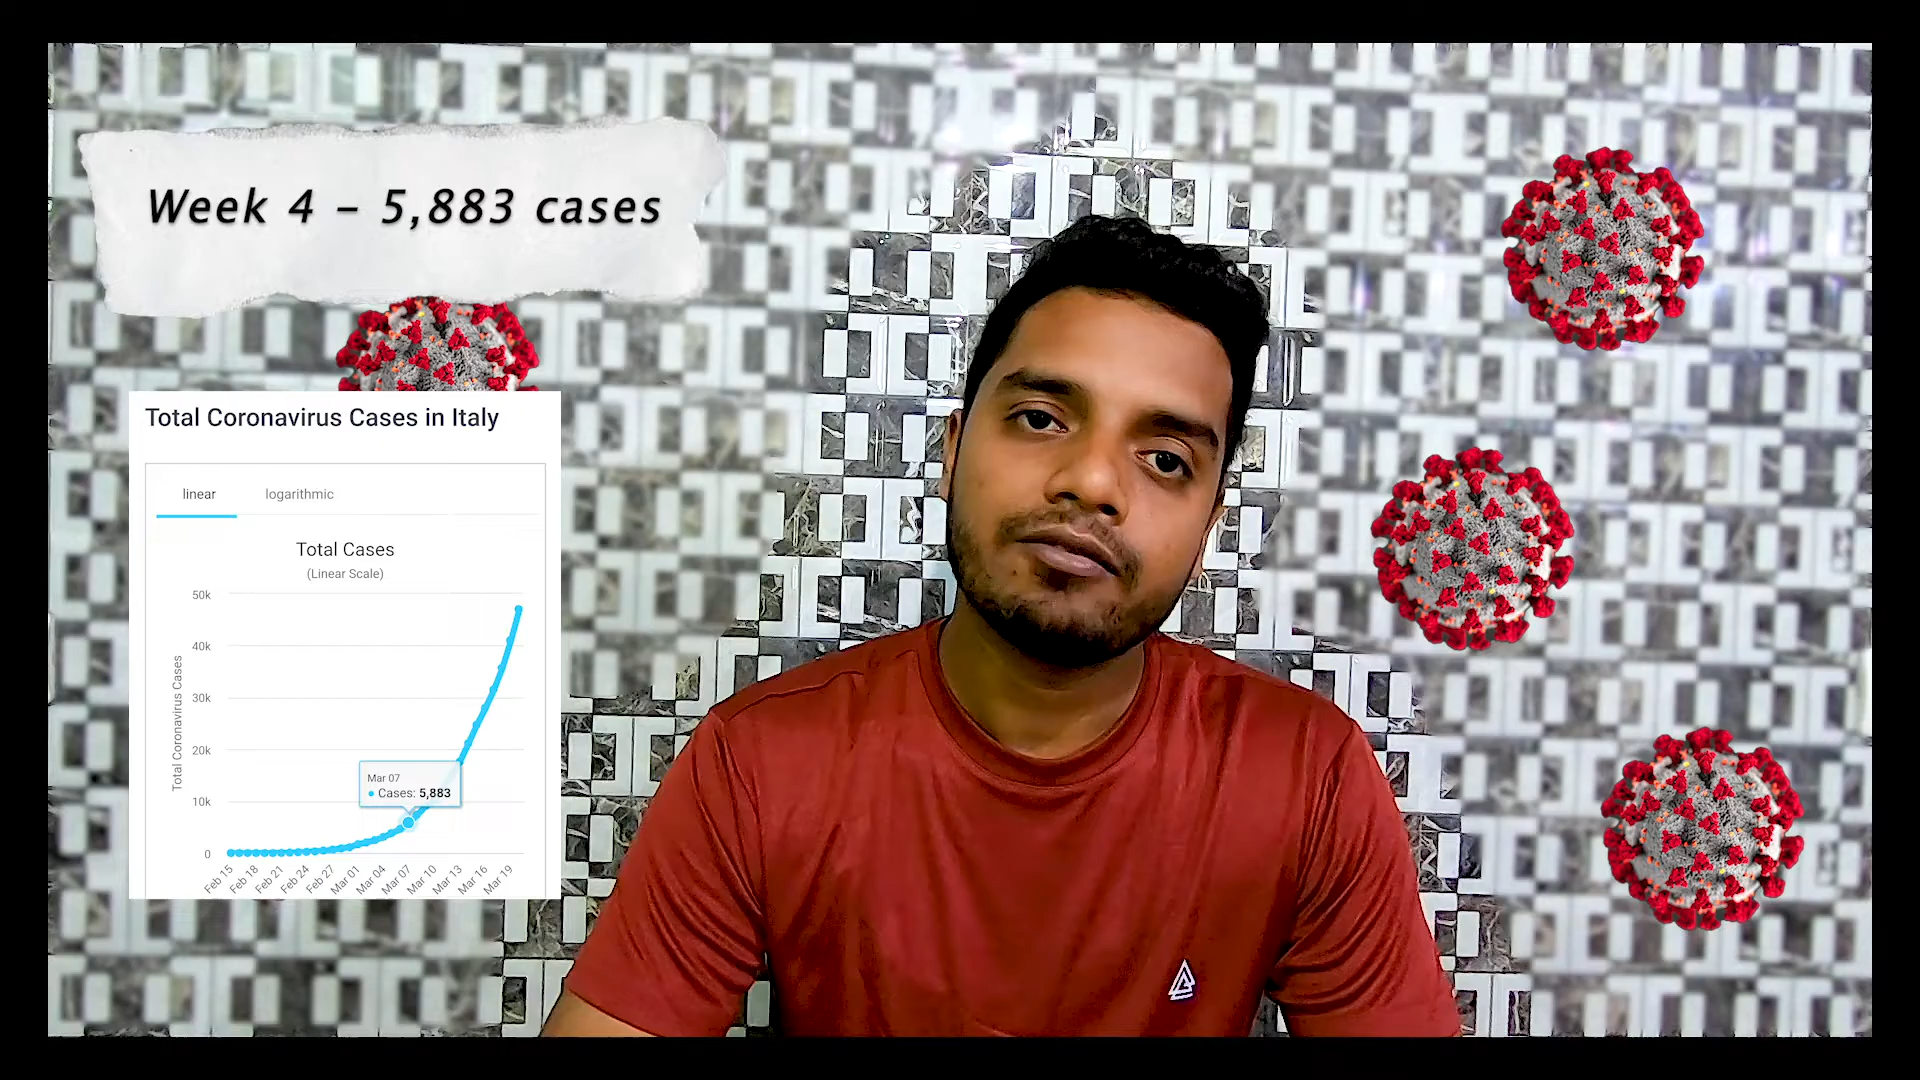 Week 4 – 5,883 cases
Total Coronavirus Cases in Italy
linear logarithmic
Total Cases
(Linear Scale)
Total Coronavirus Cases
50k
40k
30k
20k
10k
0
Mar 07
Cases: 5,883
Feb 15 Feb 18 Feb 21 Feb 24 Feb 27 Mar 01 Mar 04 Mar 07 Mar 10 Mar 13 Mar 16 Mar 19